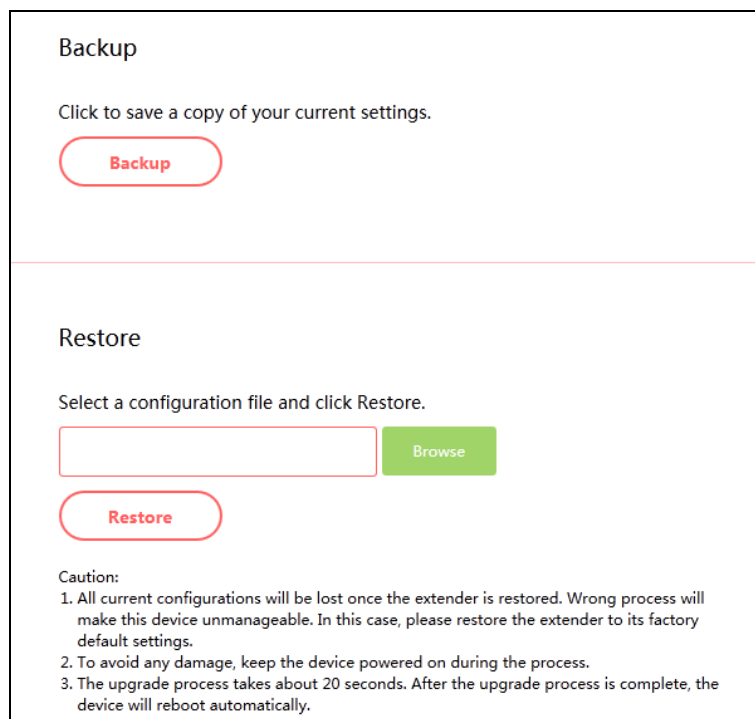 Backup
Click to save a copy of your current settings.
Backup
Restore
Select a configuration file and click Restore.
Browse
Restore
Caution:
1. All current configurations will be lost once the extender is restored. Wrong process will
make this device unmanageable. In this case, please restore the extender to its factory
default settings.
2. To avoid any damage, keep the device powered on during the process.
3. The upgrade process takes about 20 seconds. After the upgrade process is complete, the
device will reboot automatically.